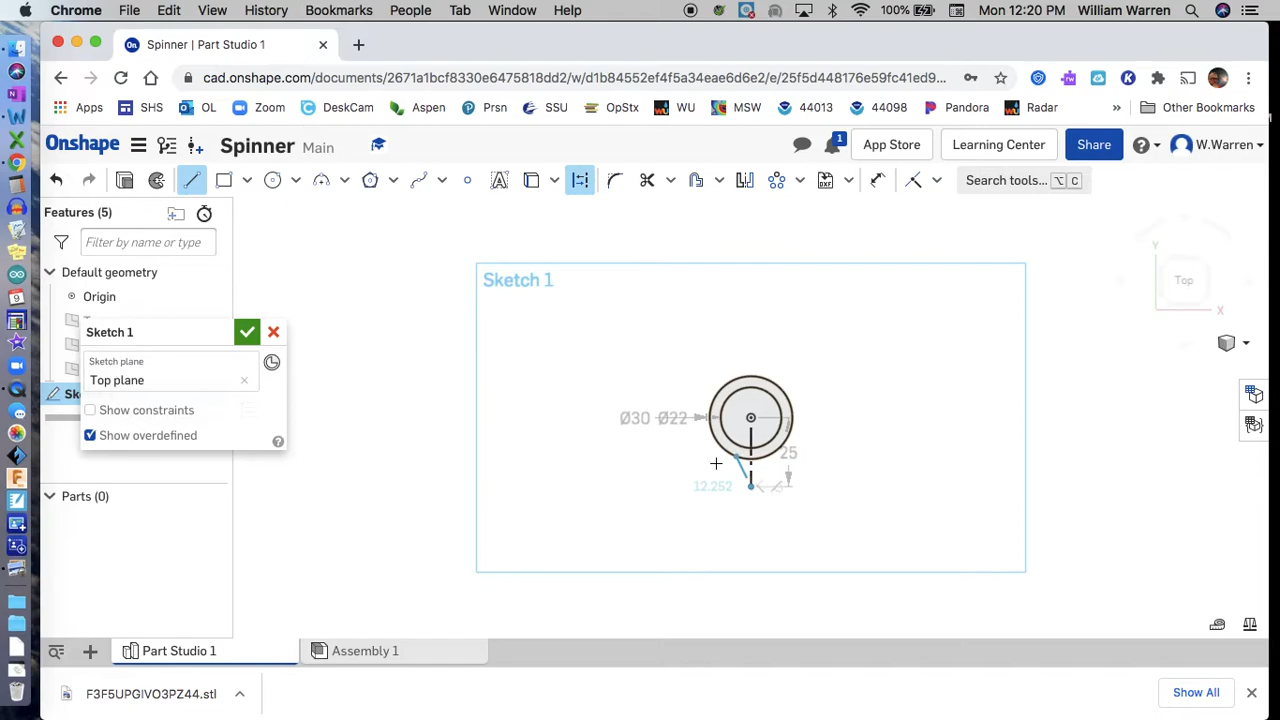 Chrome File Edit View History Bookmarks People Tab Window Help 100% Mon 12:20 PM William Warren
Spinner | Part Studio 1
cad.onshape.com/documents/2671a1bcf8330e6475818dd2/w/d1b84552ef4f5a34eae6d6e2/e/25f5d448176e59fc41ed9...
Apps SHS OL Zoom DeskCam Aspen Prsn SSU OpStx WU MSW 44013 44098 Pandora Radar » Other Bookmarks
Onshape Spinner Main 1 App Store Learning Center Share W.Warren
Search tools... ⌥ C
Features (5)
Filter by name or type
Default geometry
Origin
Sketch 1
Sketch plane
Top plane
Show constraints
Show overdefined
Parts (0)
Sketch 1
Ø30 Ø22
25
12.252
Y
Top
X
Part Studio 1 Assembly 1
F3F5UPGIVO3PZ44.stl Show All